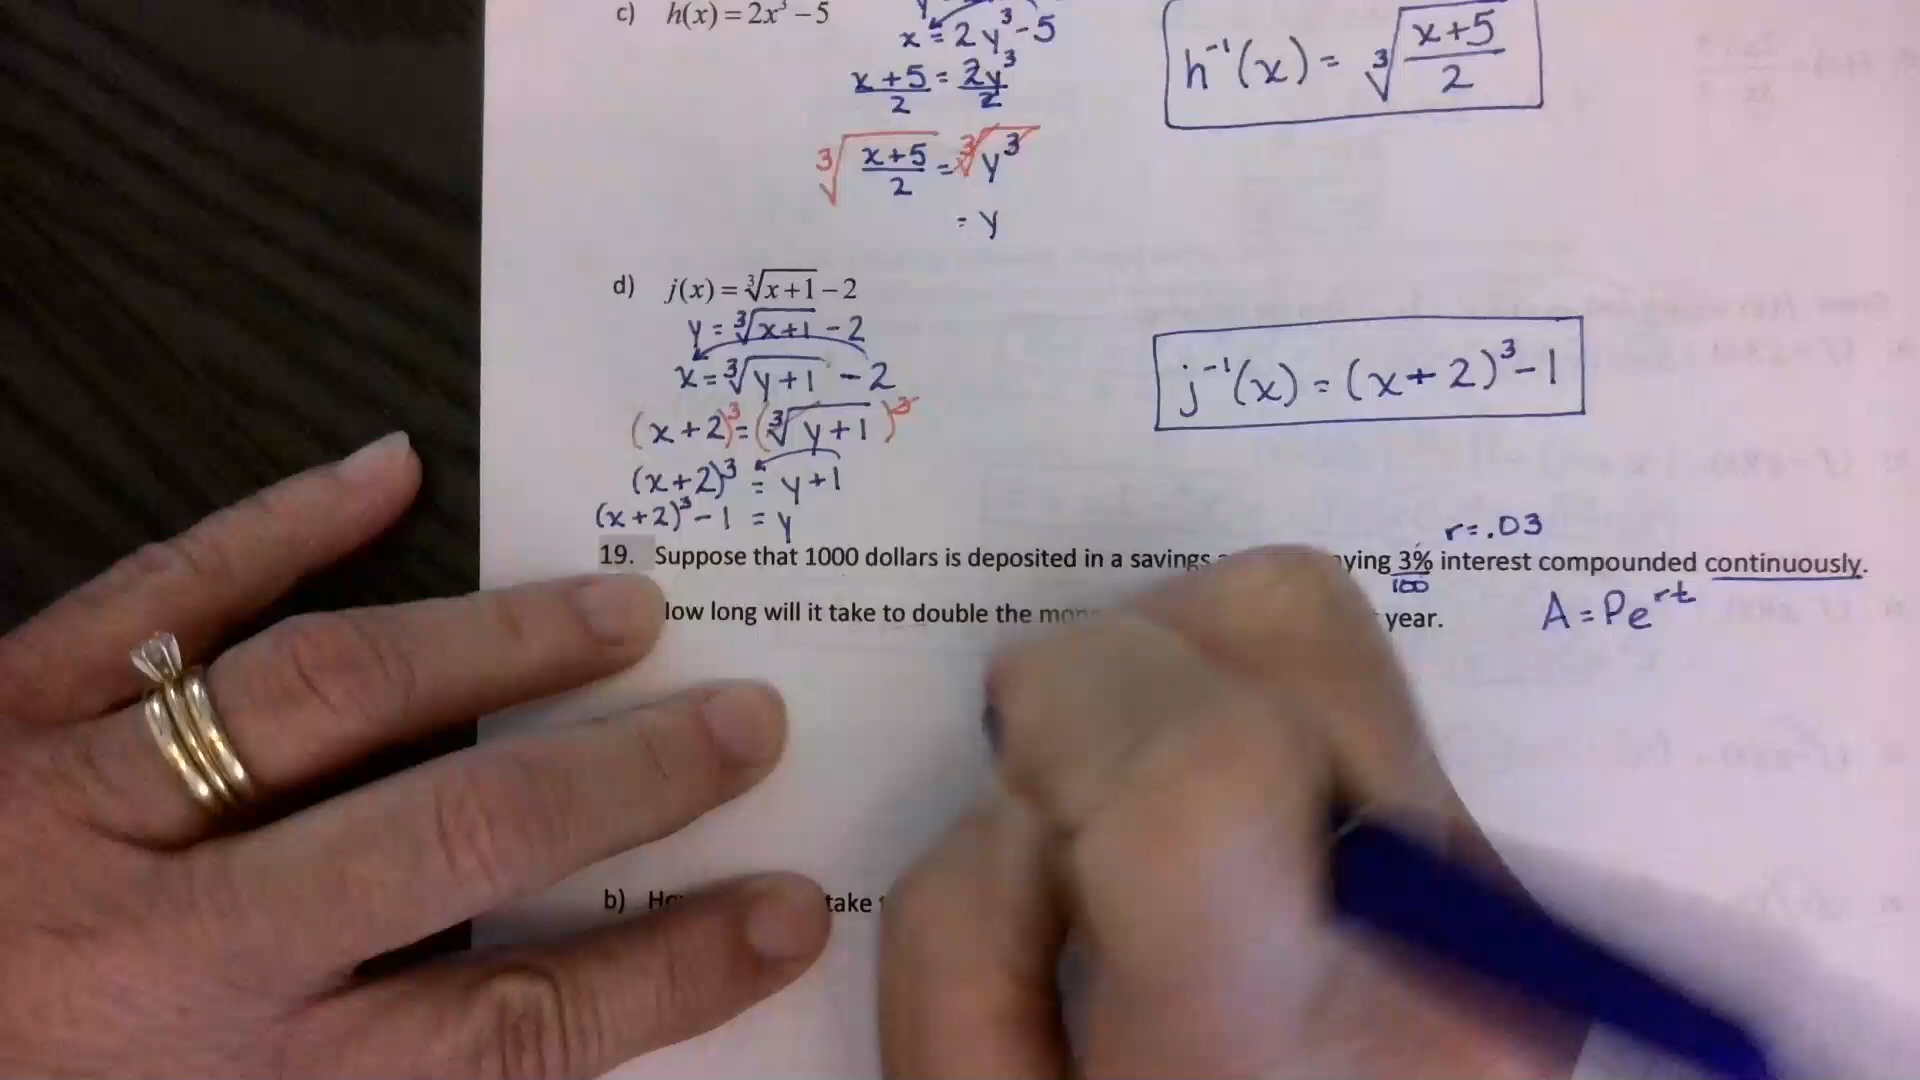 c) h(x) = 2x³ – 5
x = 2y³ - 5
x + 5 = 2y³
2 2
∛(x+5)/2 = ∛y³
= y
h⁻¹(x) = ∛(x+5)/2
d) j(x) = ∛(x+1) – 2
y = ∛(x+1) - 2
x = ∛(y+1) - 2
(x+2)³ = (∛(y+1))³
(x+2)³ = y+1
(x+2)³ - 1 = y
j⁻¹(x) = (x+2)³ - 1
r = .03
19. Suppose that 1000 dollars is deposited in a savings 3% interest compounded continuously.
100
low long will it take to double the year.
A = Pe^rt
b) take